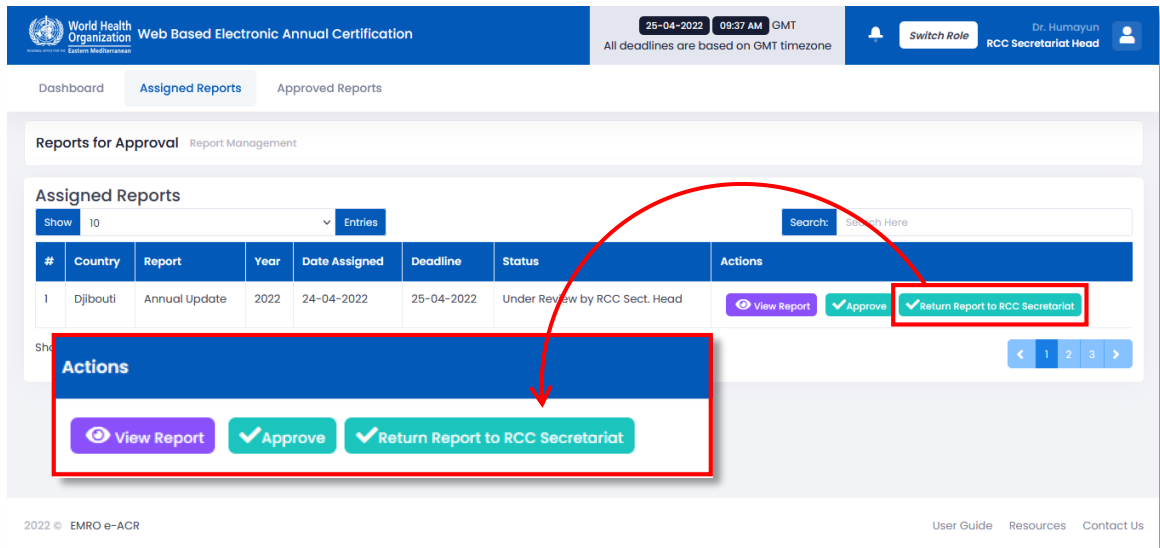 World Health
Organization
Eastern Mediterranean
Web Based Electronic Annual Certification
25-04-2022 09:37 AM GMT
All deadlines are based on GMT timezone
Switch Role
Dr. Humayun
RCC Secretariat Head
Dashboard Assigned Reports Approved Reports
Reports for Approval Report Management
Assigned Reports
Show 10 Entries Search: Search Here
# Country Report Year Date Assigned Deadline Status Actions
1 Djibouti Annual Update 2022 24-04-2022 25-04-2022 Under Review by RCC Sect. Head View Report Approve Return Report to RCC Secretariat
1 2 3
Actions
View Report Approve Return Report to RCC Secretariat
2022 © EMRO e-ACR User Guide Resources Contact Us